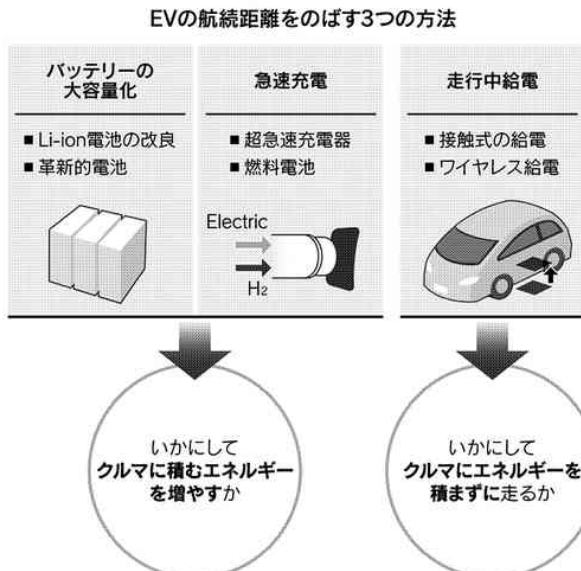 EVの航続距離をのばす3つの方法
バッテリーの
大容量化
■ Li-ion電池の改良
■ 革新的電池
急速充電
■ 超急速充電器
■ 燃料電池
Electric
H₂
走行中給電
■ 接触式の給電
■ ワイヤレス給電
いかにして
クルマに積むエネルギー
を増やすか
いかにして
クルマにエネルギーを
積まずに走るか